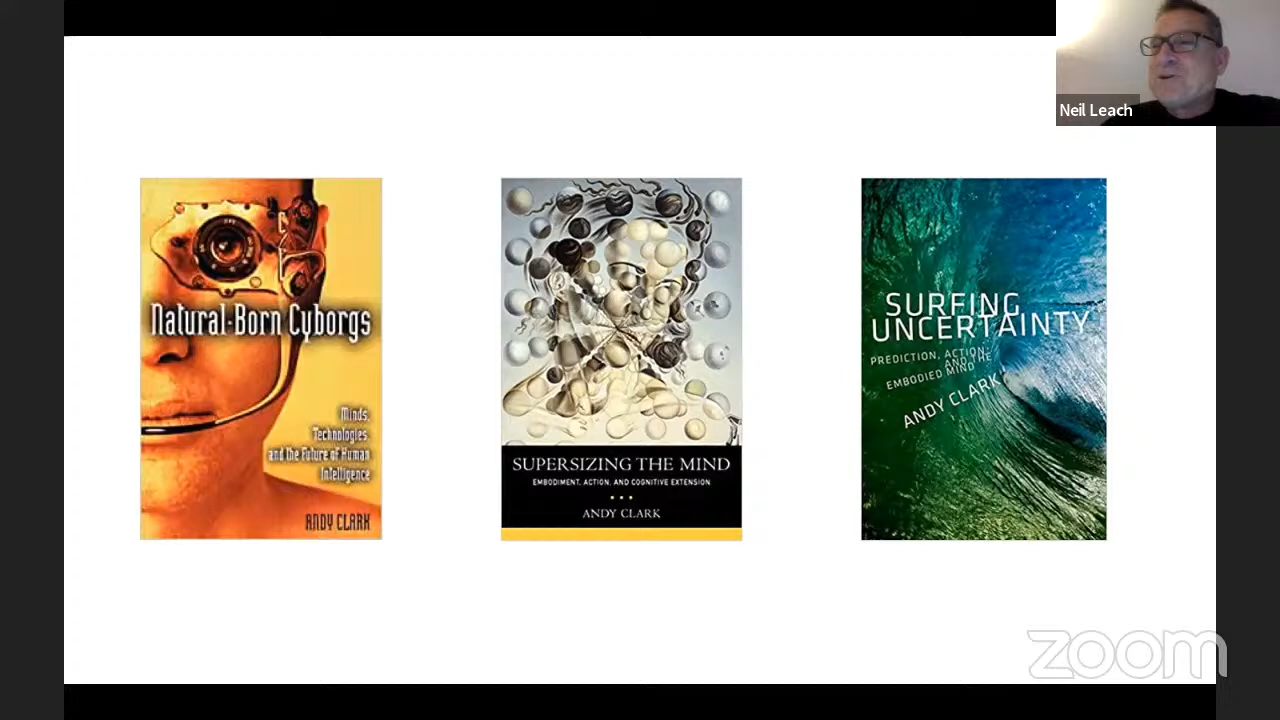 Neil Leach
Natural-Born Cyborgs
Minds,
Technologies,
and the Future of Human
Intelligence
ANDY CLARK
SUPERSIZING THE MIND
EMBODIMENT, ACTION, AND COGNITIVE EXTENSION
ANDY CLARK
SURFING
UNCERTAINTY
PREDICTION, ACTION,
AND THE
EMBODIED MIND
ANDY CLARK
zoom